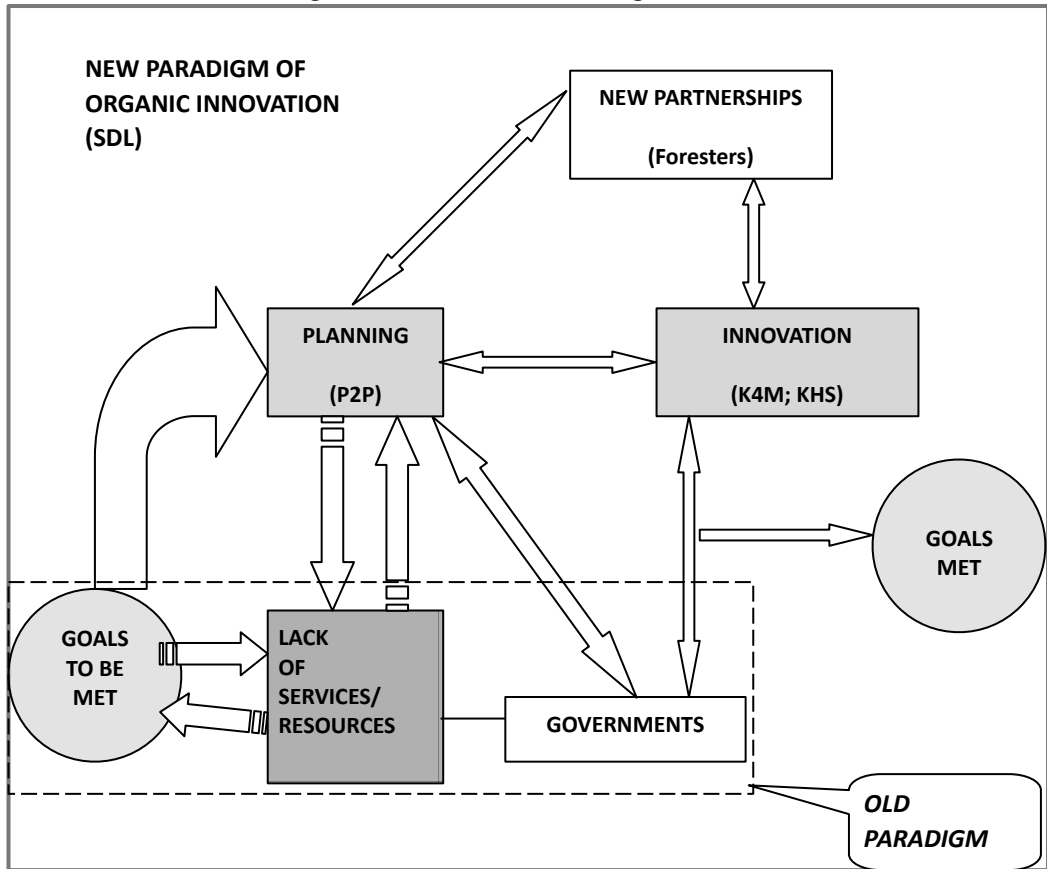 NEW PARADIGM OF
ORGANIC INNOVATION
(SDL)
NEW PARTNERSHIPS
(Foresters)
PLANNING
(P2P)
INNOVATION
(K4M; KHS)
GOALS
MET
GOALS
TO BE
MET
LACK
OF
SERVICES/
RESOURCES
GOVERNMENTS
OLD
PARADIGM